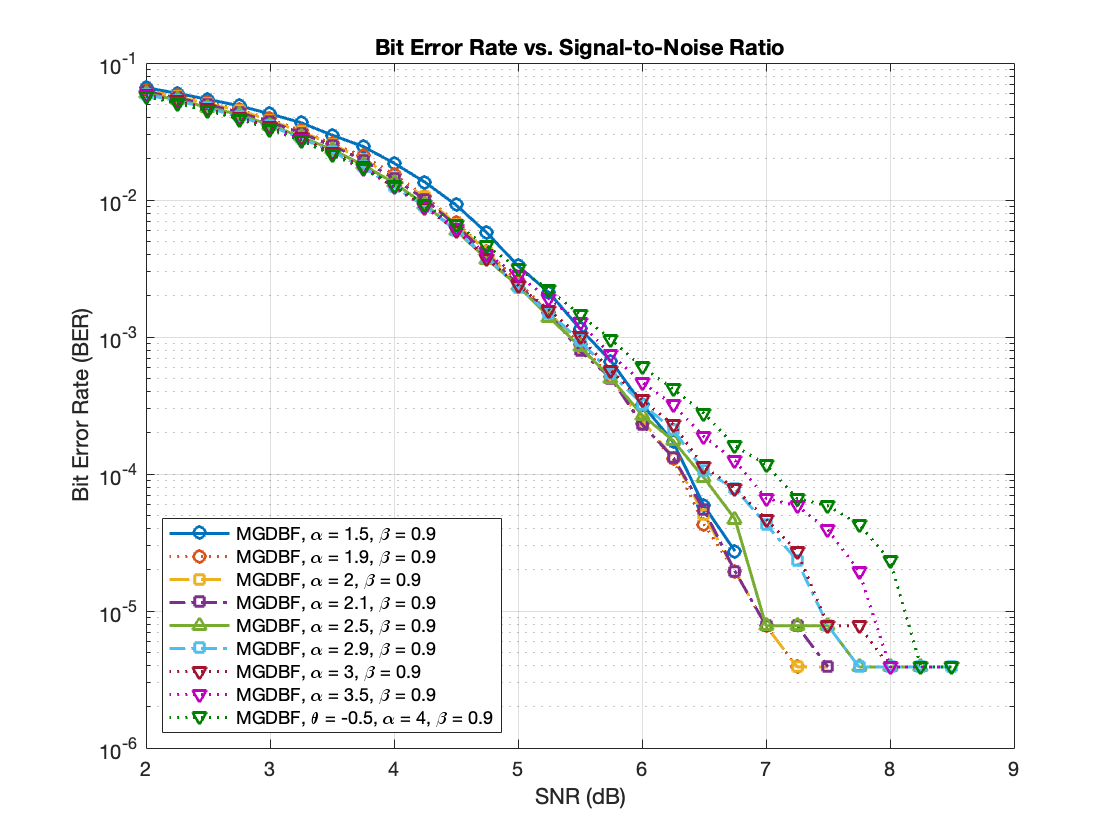 Bit Error Rate vs. Signal-to-Noise Ratio
10^-1
10^-2
10^-3
10^-4
10^-5
10^-6
Bit Error Rate (BER)
MGDBF, α = 1.5, β = 0.9
MGDBF, α = 1.9, β = 0.9
MGDBF, α = 2, β = 0.9
MGDBF, α = 2.1, β = 0.9
MGDBF, α = 2.5, β = 0.9
MGDBF, α = 2.9, β = 0.9
MGDBF, α = 3, β = 0.9
MGDBF, α = 3.5, β = 0.9
MGDBF, θ = -0.5, α = 4, β = 0.9
2 3 4 5 6 7 8 9
SNR (dB)